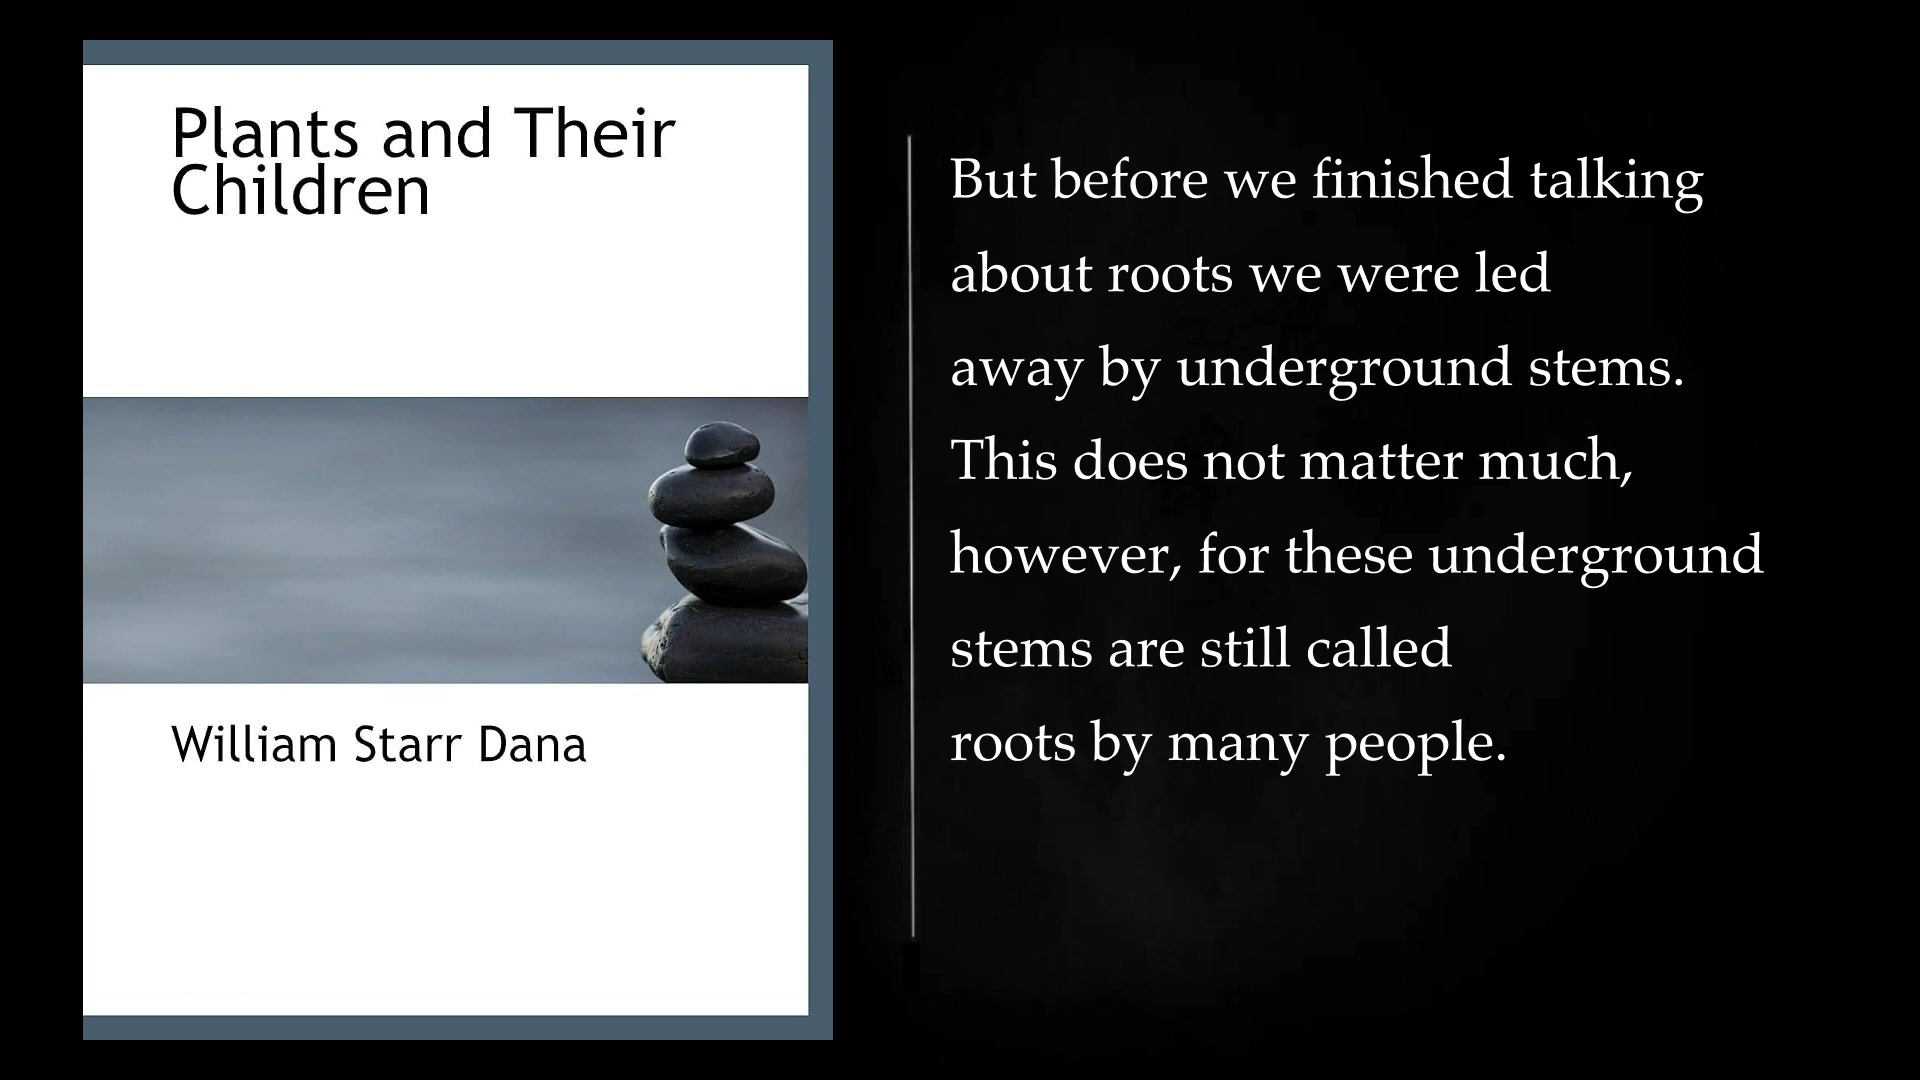 Plants and Their
Children
William Starr Dana
But before we finished talking
about roots we were led
away by underground stems.
This does not matter much,
however, for these underground
stems are still called
roots by many people.